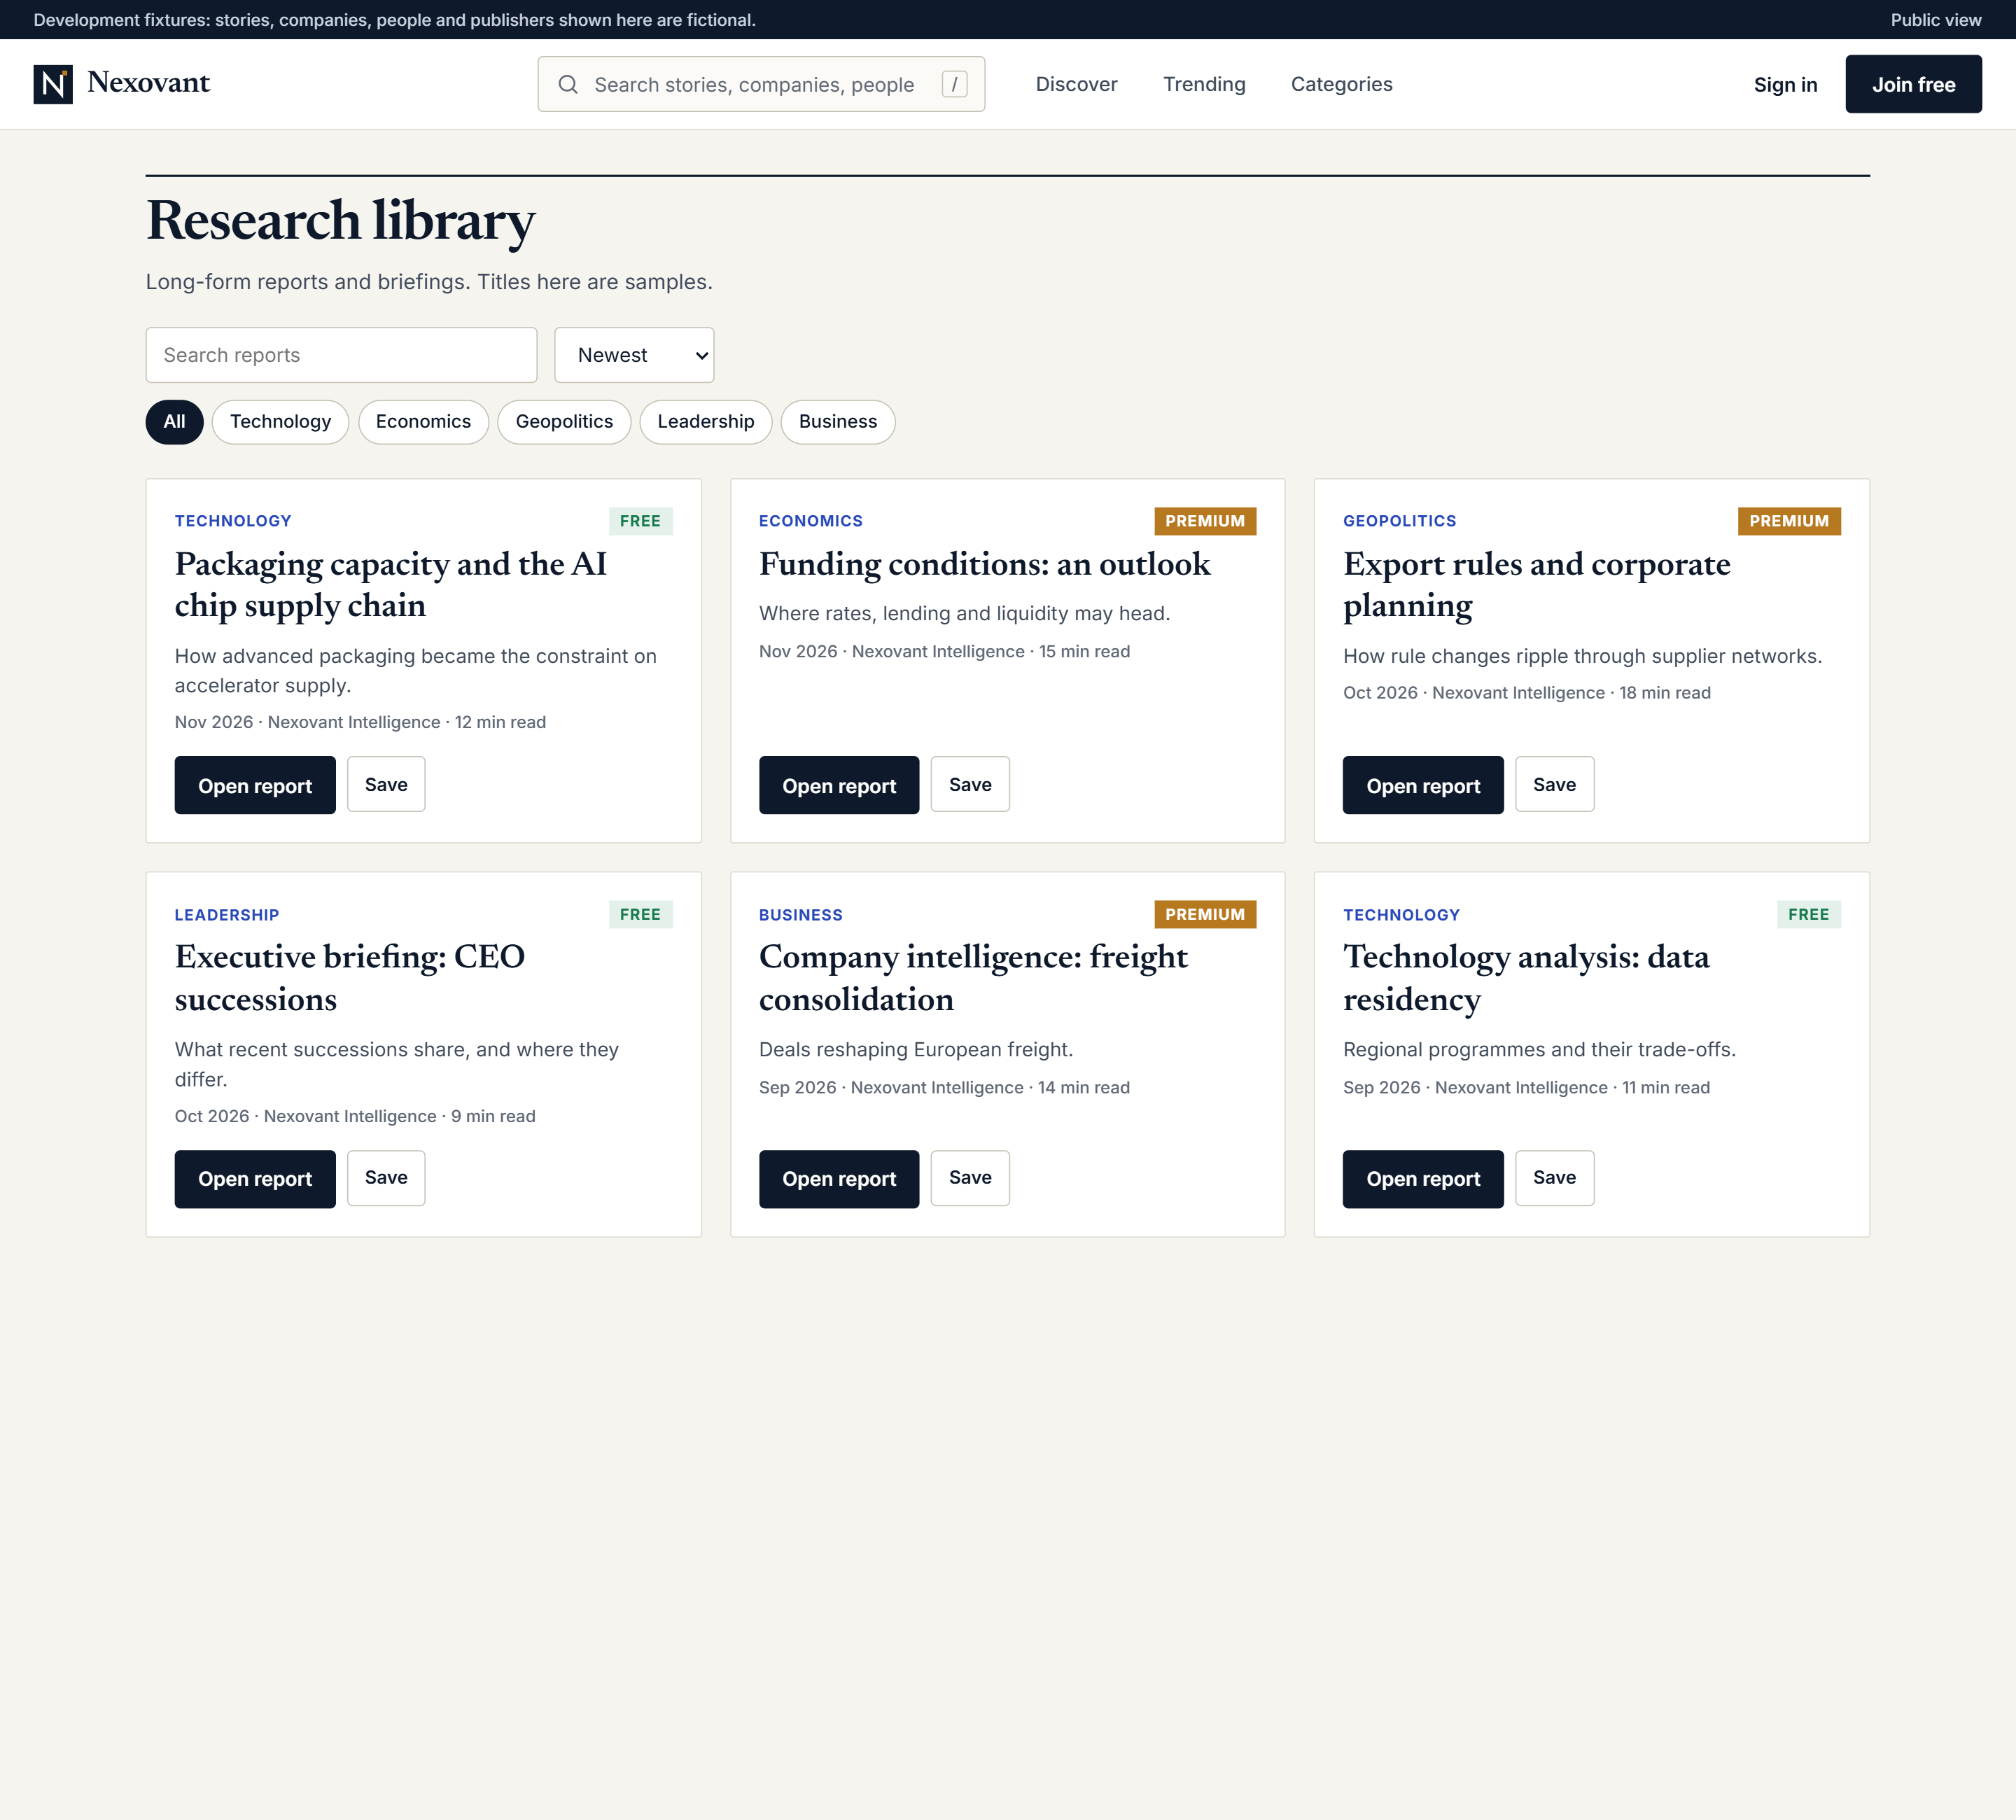 Development fixtures: stories, companies, people and publishers shown here are fictional.
Public view
N
Nexovant
Search stories, companies, people
/
Discover
Trending
Categories
Sign in
Join free
Research library
Long-form reports and briefings. Titles here are samples.
Search reports
Newest
All
Technology
Economics
Geopolitics
Leadership
Business
TECHNOLOGY
FREE
Packaging capacity and the AI
chip supply chain
How advanced packaging became the constraint on
accelerator supply.
Nov 2026 · Nexovant Intelligence · 12 min read
Open report
Save
ECONOMICS
PREMIUM
Funding conditions: an outlook
Where rates, lending and liquidity may head.
Nov 2026 · Nexovant Intelligence · 15 min read
Open report
Save
GEOPOLITICS
PREMIUM
Export rules and corporate
planning
How rule changes ripple through supplier networks.
Oct 2026 · Nexovant Intelligence · 18 min read
Open report
Save
LEADERSHIP
FREE
Executive briefing: CEO
successions
What recent successions share, and where they
differ.
Oct 2026 · Nexovant Intelligence · 9 min read
Open report
Save
BUSINESS
PREMIUM
Company intelligence: freight
consolidation
Deals reshaping European freight.
Sep 2026 · Nexovant Intelligence · 14 min read
Open report
Save
TECHNOLOGY
FREE
Technology analysis: data
residency
Regional programmes and their trade-offs.
Sep 2026 · Nexovant Intelligence · 11 min read
Open report
Save